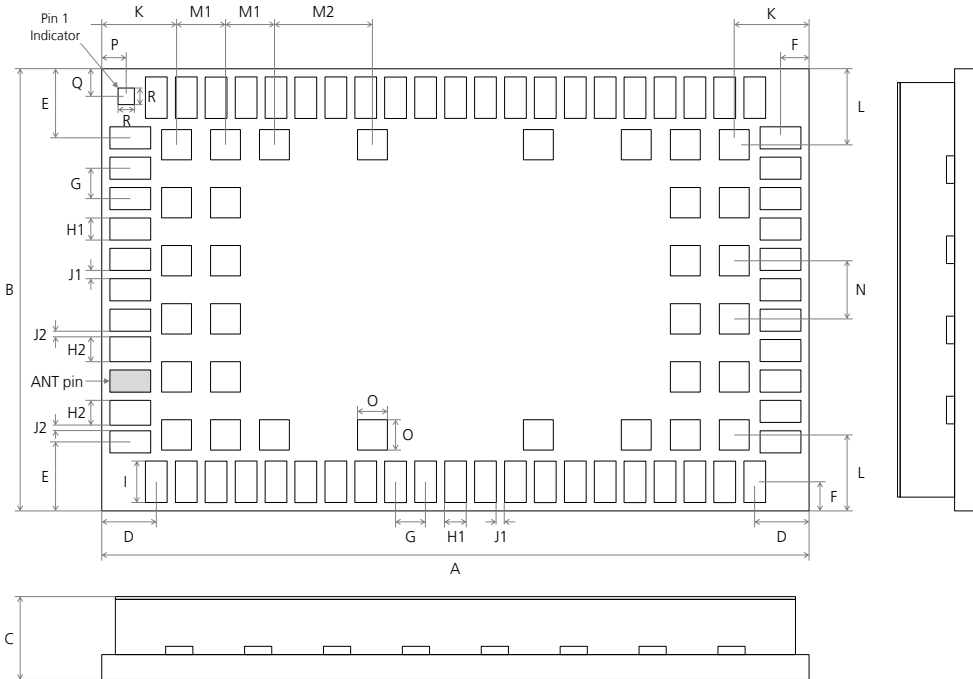 Pin 1
Indicator
K
M1
M1
M2
K
P
F
Q
E
R
R
L
G
H1
J1
B
N
J2
H2
ANT pin
H2
J2
O
O
E
I
L
F
D
G
H1
J1
D
A
C